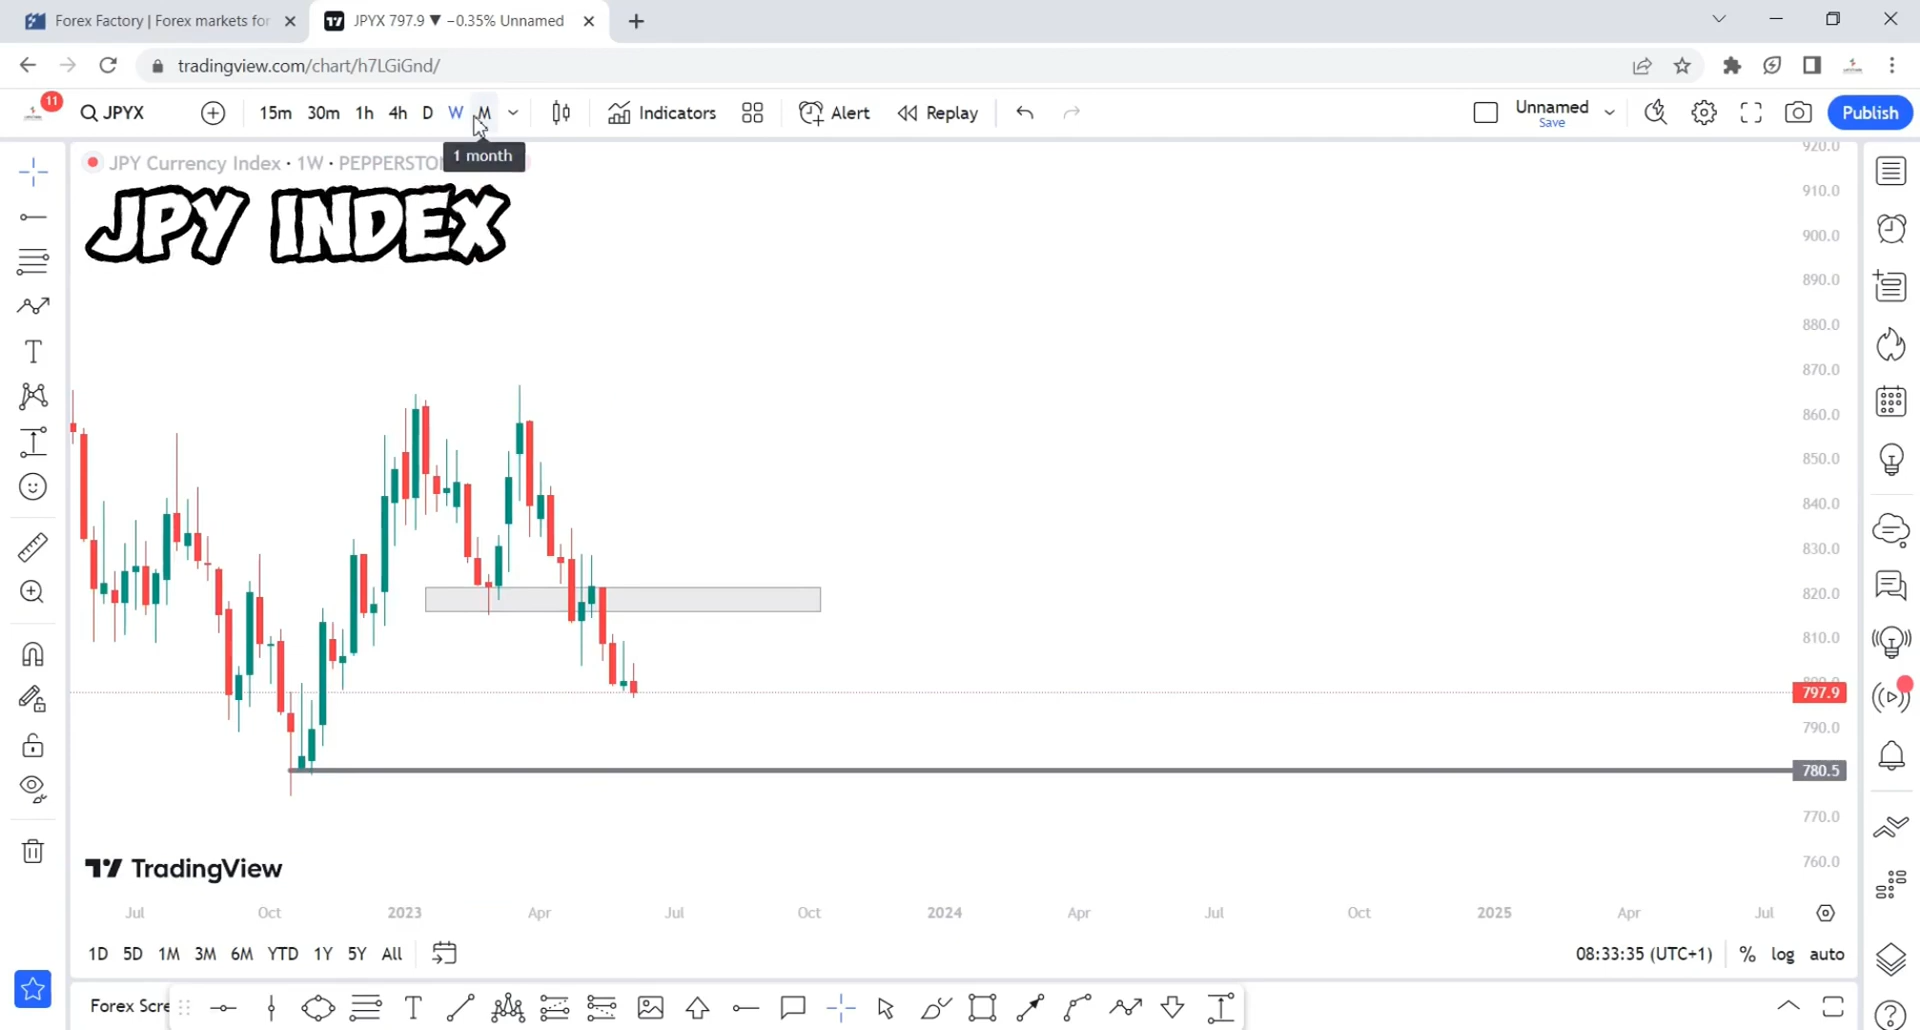 Forex Factory | Forex markets for
JPYX 797.9 ▼ −0.35% Unnamed
tradingview.com/chart/h7LGiGnd/
11
JPYX
15m 30m 1h 4h D W M
Indicators
Alert
Replay
Unnamed
Save
Publish
JPY Currency Index · 1W · PEPPERSTO
1 month
JPY INDEX
920.0
910.0
900.0
890.0
880.0
870.0
860.0
850.0
840.0
830.0
820.0
810.0
800.0
797.9
790.0
780.5
770.0
760.0
TradingView
Jul Oct 2023 Apr Jul Oct 2024 Apr Jul Oct 2025 Apr Jul
1D 5D 1M 3M 6M YTD 1Y 5Y All
08:33:35 (UTC+1) % log auto
Forex Scre